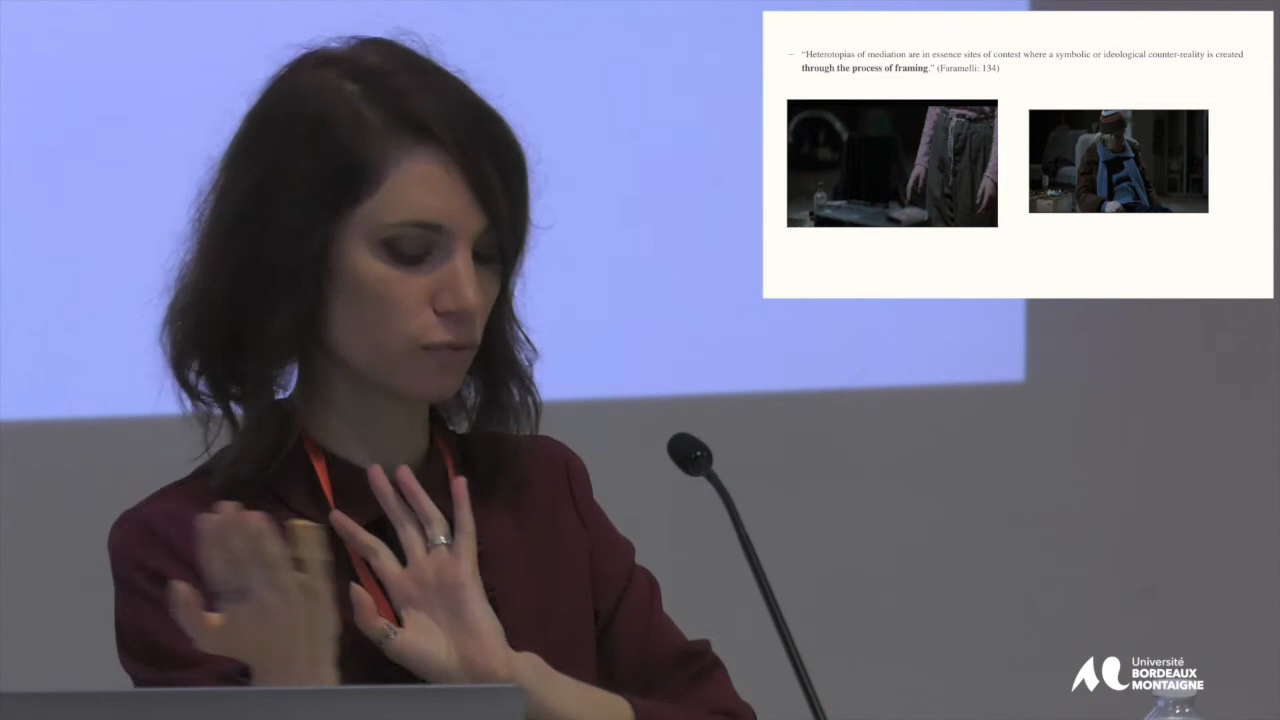 – “Heterotopias of mediation are in essence sites of contest where a symbolic or ideological counter-reality is created
through the process of framing.” (Faramelli: 134)
Université
BORDEAUX
MONTAIGNE